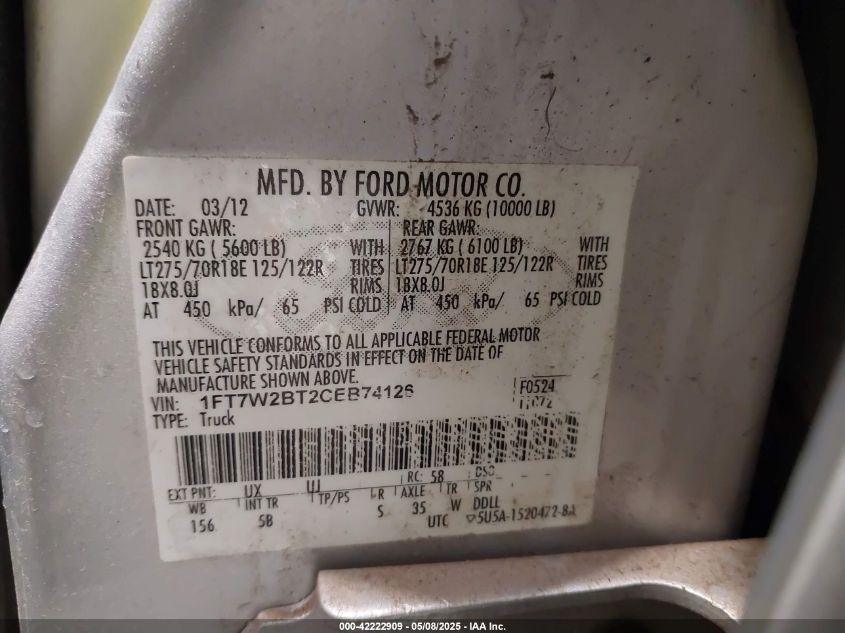 MFD. BY FORD MOTOR CO.
DATE: 03/12 GVWR: 4536 KG (10000 LB)
FRONT GAWR: REAR GAWR:
2540 KG ( 5600 LB) WITH 2767 KG ( 6100 LB) WITH
LT275/70R18E 125/122R TIRES LT275/70R18E 125/122R TIRES
18X8.0J RIMS 18X8.0J RIMS
AT 450 kPa/ 65 PSI COLD AT 450 kPa/ 65 PSI COLD
THIS VEHICLE CONFORMS TO ALL APPLICABLE FEDERAL MOTOR
VEHICLE SAFETY STANDARDS IN EFFECT ON THE DATE OF
MANUFACTURE SHOWN ABOVE.
VIN: 1FT7W2BT2CEB74126 F0524
TYPE: Truck
RC: 58 DSO:
EXT PNT: UX
WB INT TR TP/PS R AXLE TR SPR
156 5B S 35 W DDLL
UTC 5U5A-1520472-BA
000-42222909 - 05/08/2025 - IAA Inc.